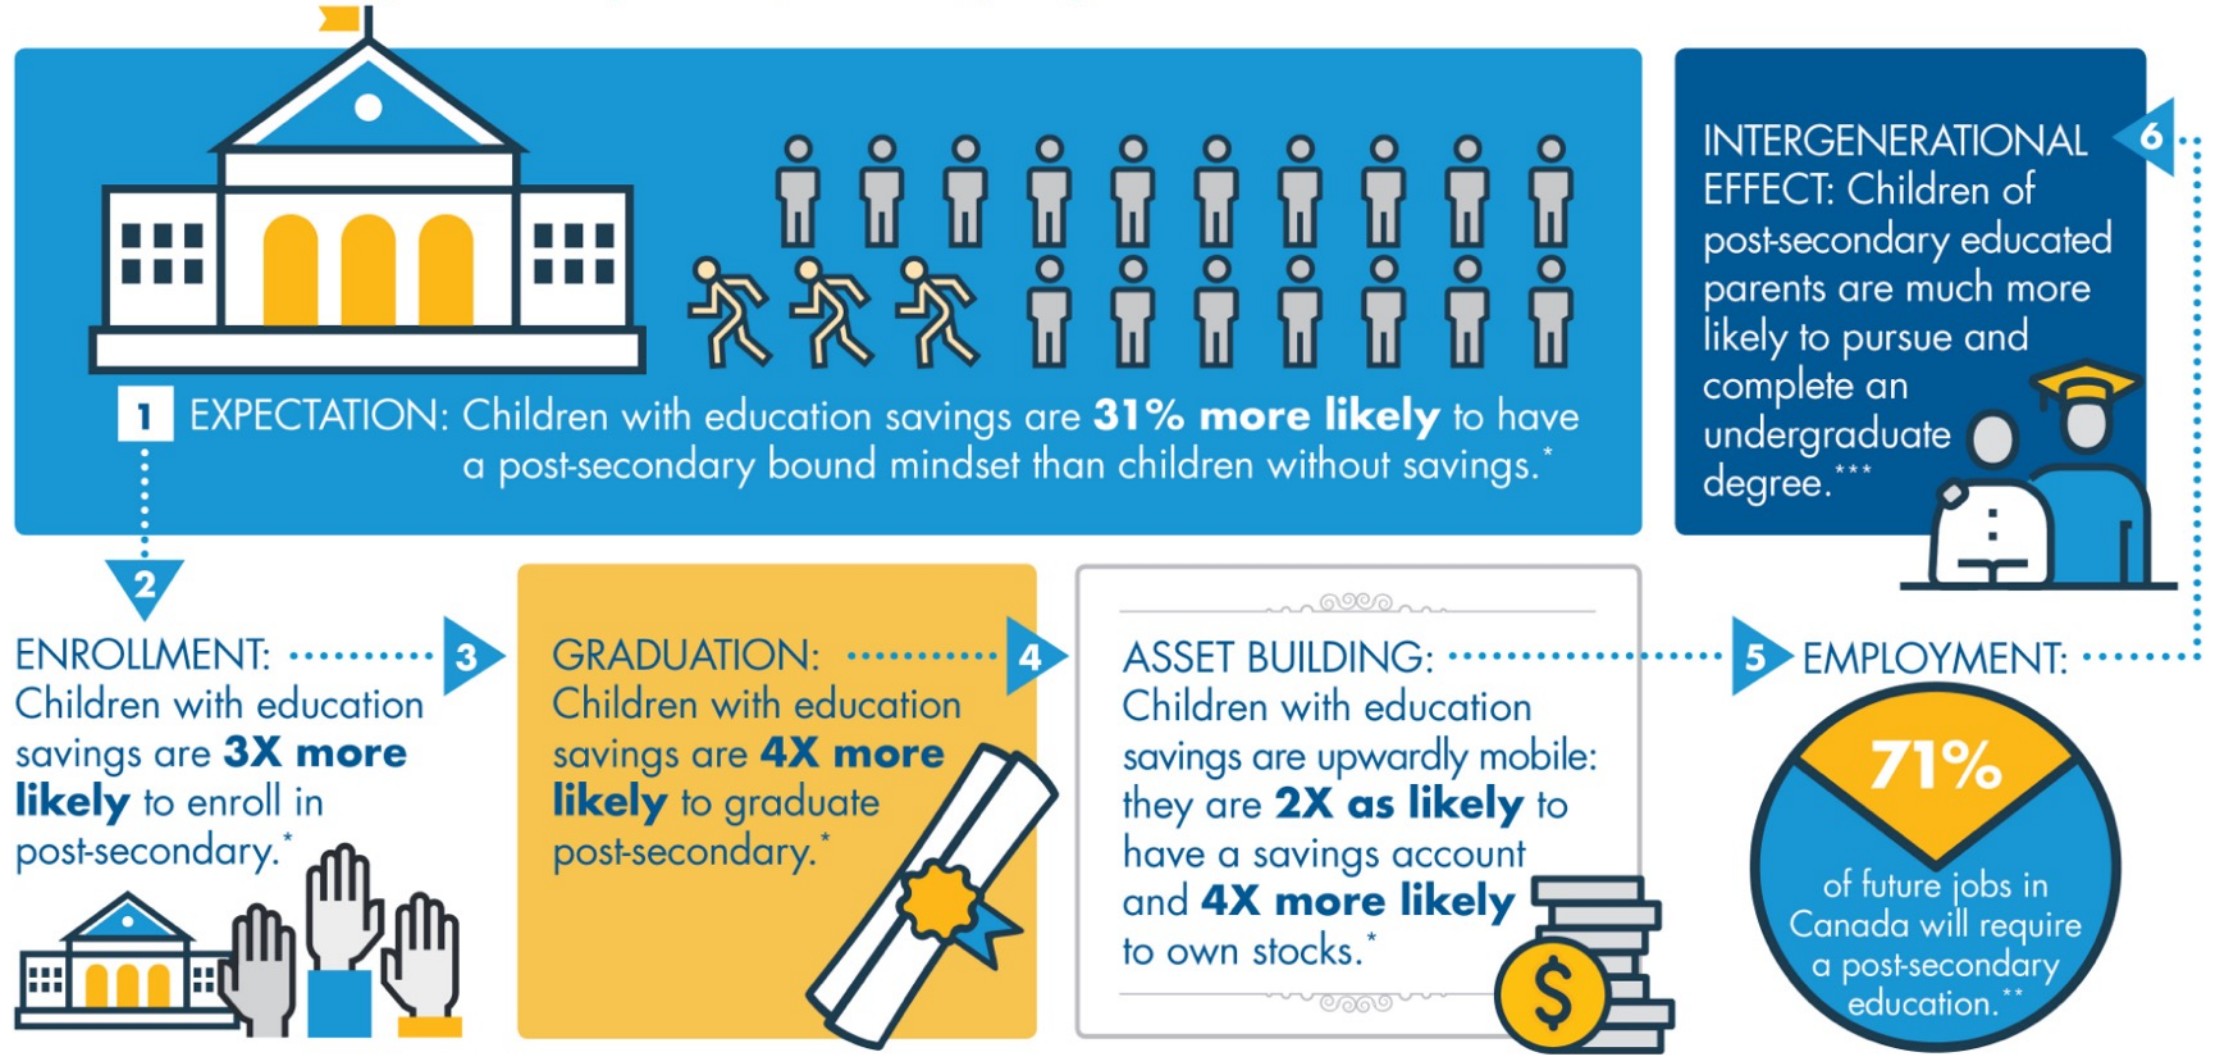 1 EXPECTATION: Children with education savings are 31% more likely to have
a post-secondary bound mindset than children without savings.*
2
ENROLLMENT:
Children with education
savings are 3X more
likely to enroll in
post-secondary.*
3
GRADUATION:
Children with education
savings are 4X more
likely to graduate
post-secondary.*
4
ASSET BUILDING:
Children with education
savings are upwardly mobile:
they are 2X as likely to
have a savings account
and 4X more likely
to own stocks.*
$
5
EMPLOYMENT:
71%
of future jobs in
Canada will require
a post-secondary
education.**
6
INTERGENERATIONAL
EFFECT: Children of
post-secondary educated
parents are much more
likely to pursue and
complete an
undergraduate
degree.***